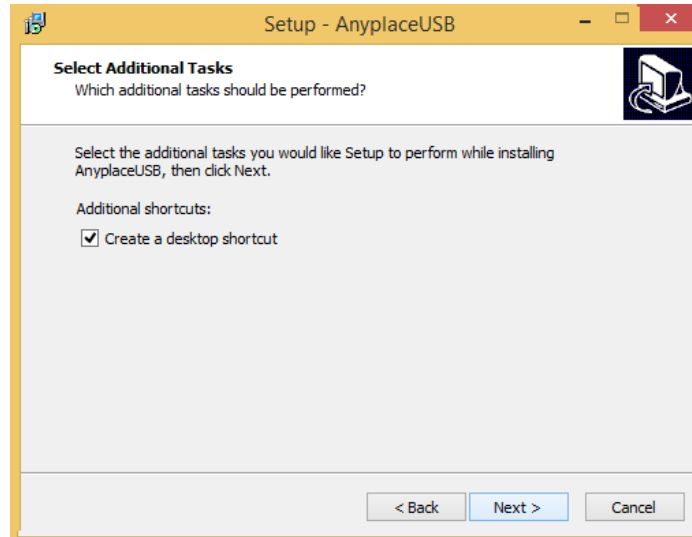 Setup - AnyplaceUSB
Select Additional Tasks
Which additional tasks should be performed?
Select the additional tasks you would like Setup to perform while installing
AnyplaceUSB, then click Next.
Additional shortcuts:
Create a desktop shortcut
< Back Next > Cancel